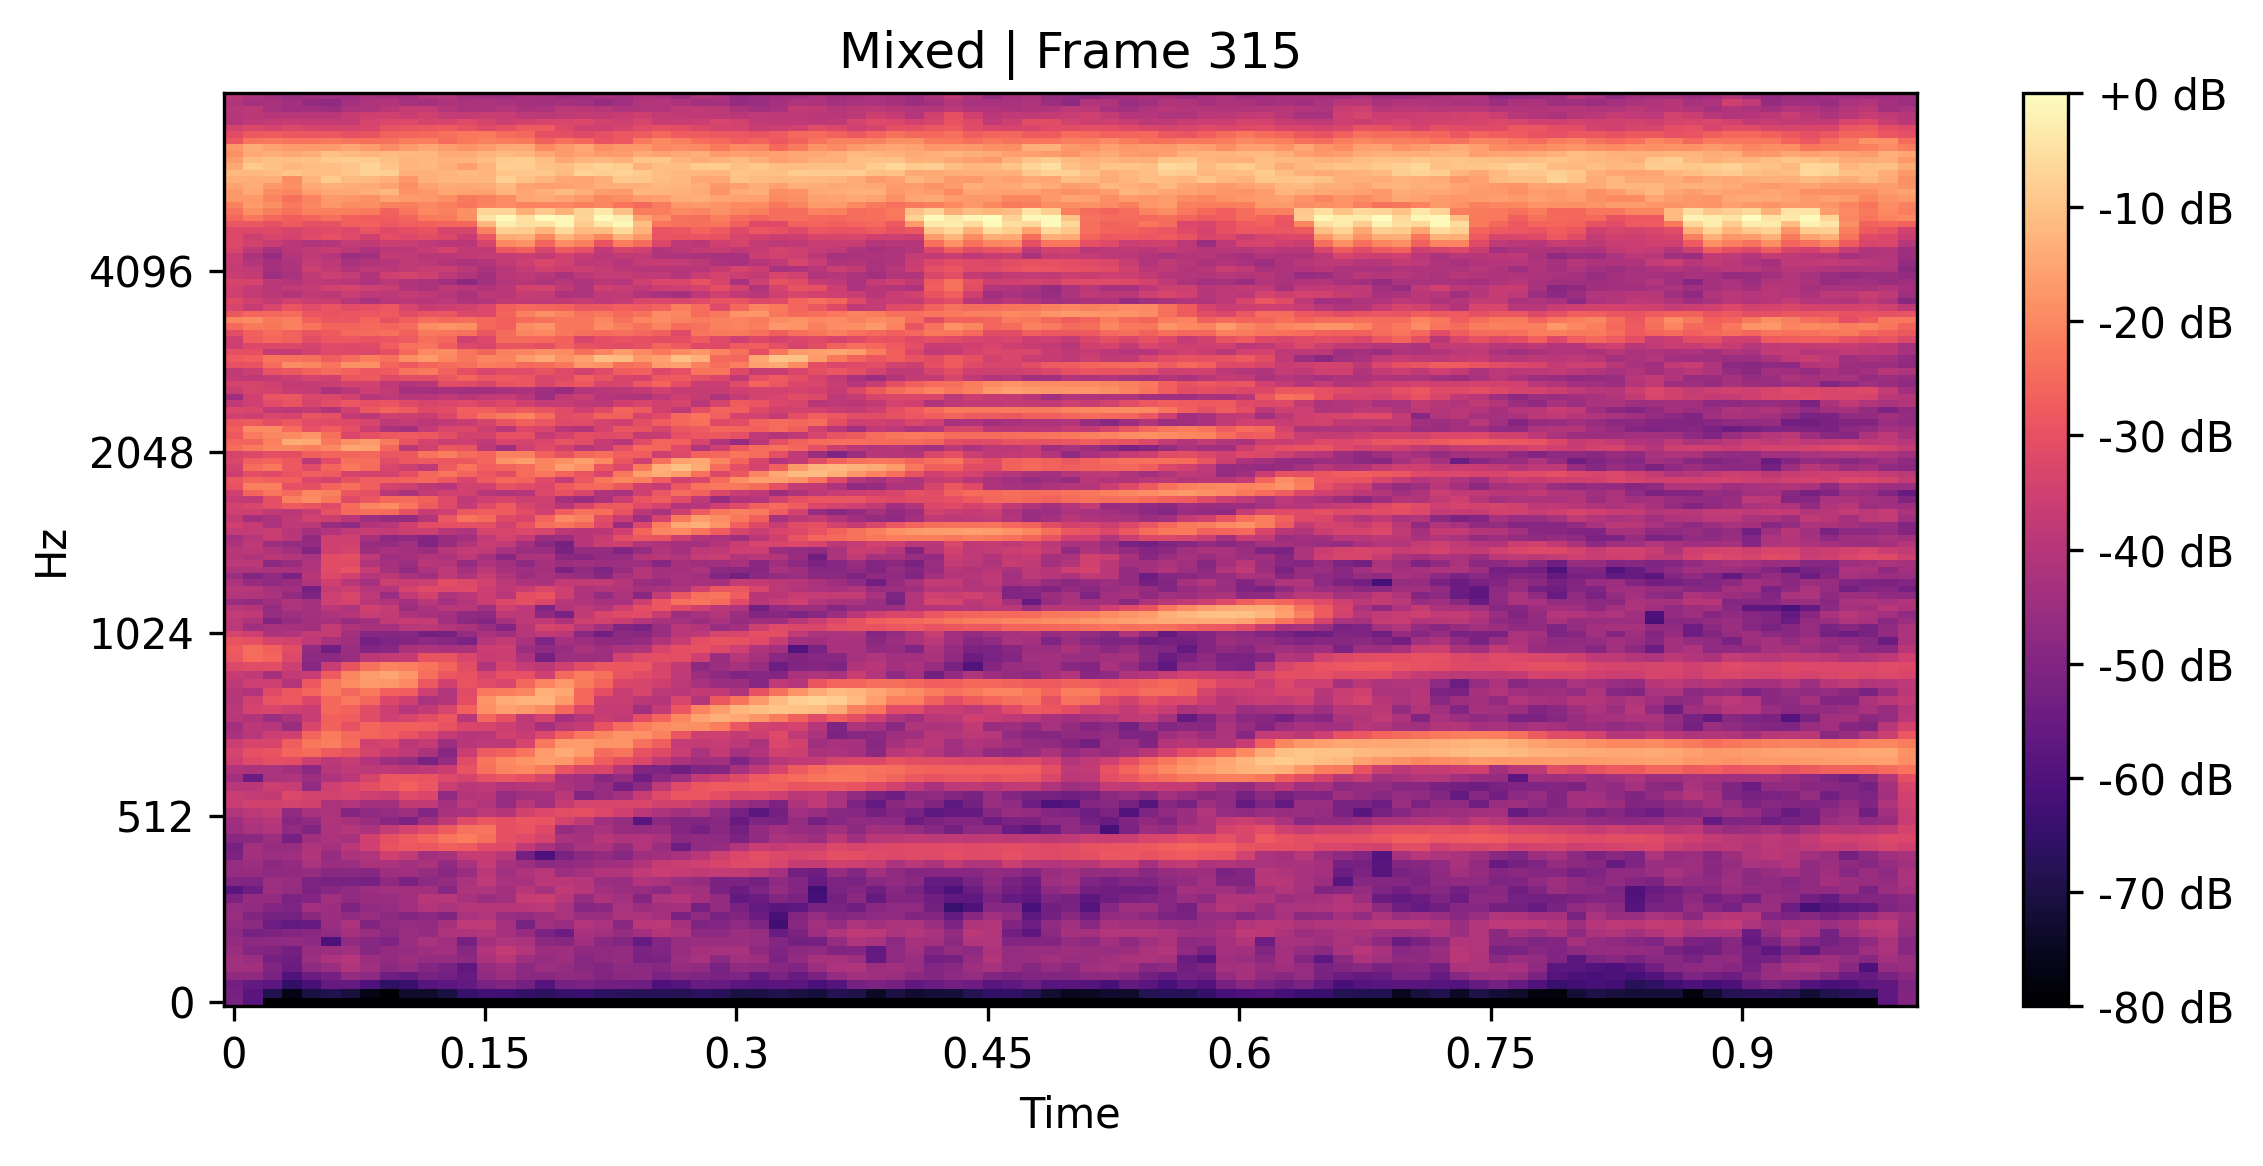 Mixed | Frame 315
+0 dB
-10 dB
-20 dB
-30 dB
-40 dB
-50 dB
-60 dB
-70 dB
-80 dB
4096
2048
1024
512
0
Hz
0 0.15 0.3 0.45 0.6 0.75 0.9
Time